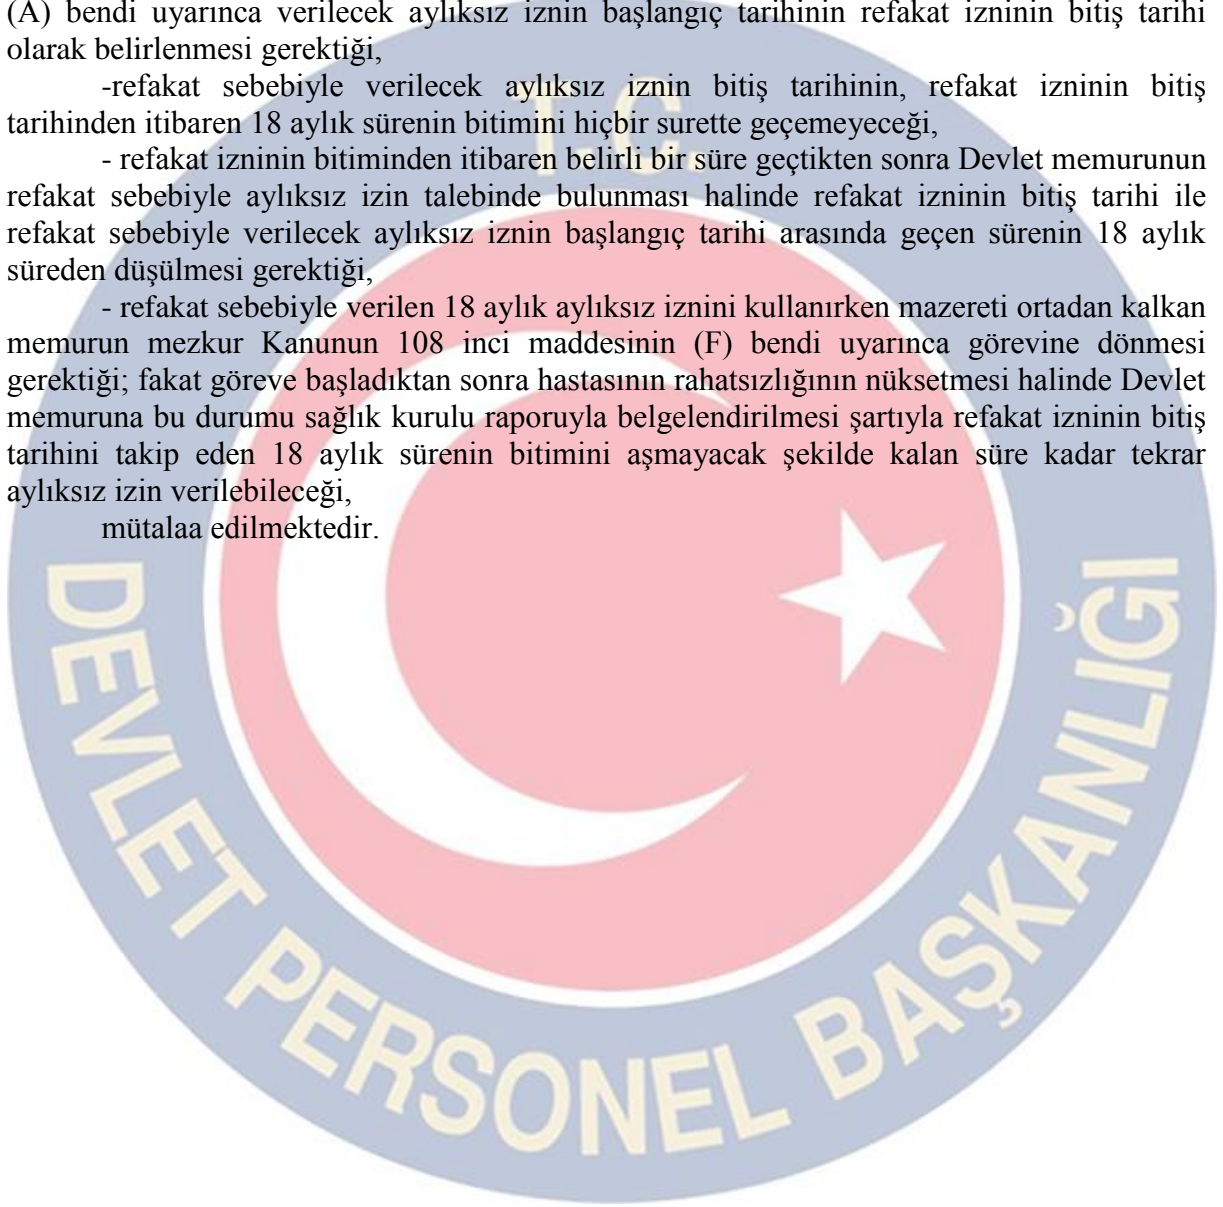 (A) bendi uyarınca verilecek aylıksız iznin başlangıç tarihinin refakat izninin bitiş tarihi
olarak belirlenmesi gerektiği,
-refakat sebebiyle verilecek aylıksız iznin bitiş tarihinin, refakat izninin bitiş
tarihinden itibaren 18 aylık sürenin bitimini hiçbir surette geçemeyeceği,
- refakat izninin bitiminden itibaren belirli bir süre geçtikten sonra Devlet memurunun
refakat sebebiyle aylıksız izin talebinde bulunması halinde refakat izninin bitiş tarihi ile
refakat sebebiyle verilecek aylıksız iznin başlangıç tarihi arasında geçen sürenin 18 aylık
süreden düşülmesi gerektiği,
- refakat sebebiyle verilen 18 aylık aylıksız iznini kullanırken mazereti ortadan kalkan
memurun mezkur Kanunun 108 inci maddesinin (F) bendi uyarınca görevine dönmesi
gerektiği; fakat göreve başladıktan sonra hastasının rahatsızlığının nüksetmesi halinde Devlet
memuruna bu durumu sağlık kurulu raporuyla belgelendirilmesi şartıyla refakat izninin bitiş
tarihini takip eden 18 aylık sürenin bitimini aşmayacak şekilde kalan süre kadar tekrar
aylıksız izin verilebileceği,
mütalaa edilmektedir.
T.C.
DEVLET PERSONEL BAŞKANLIĞI